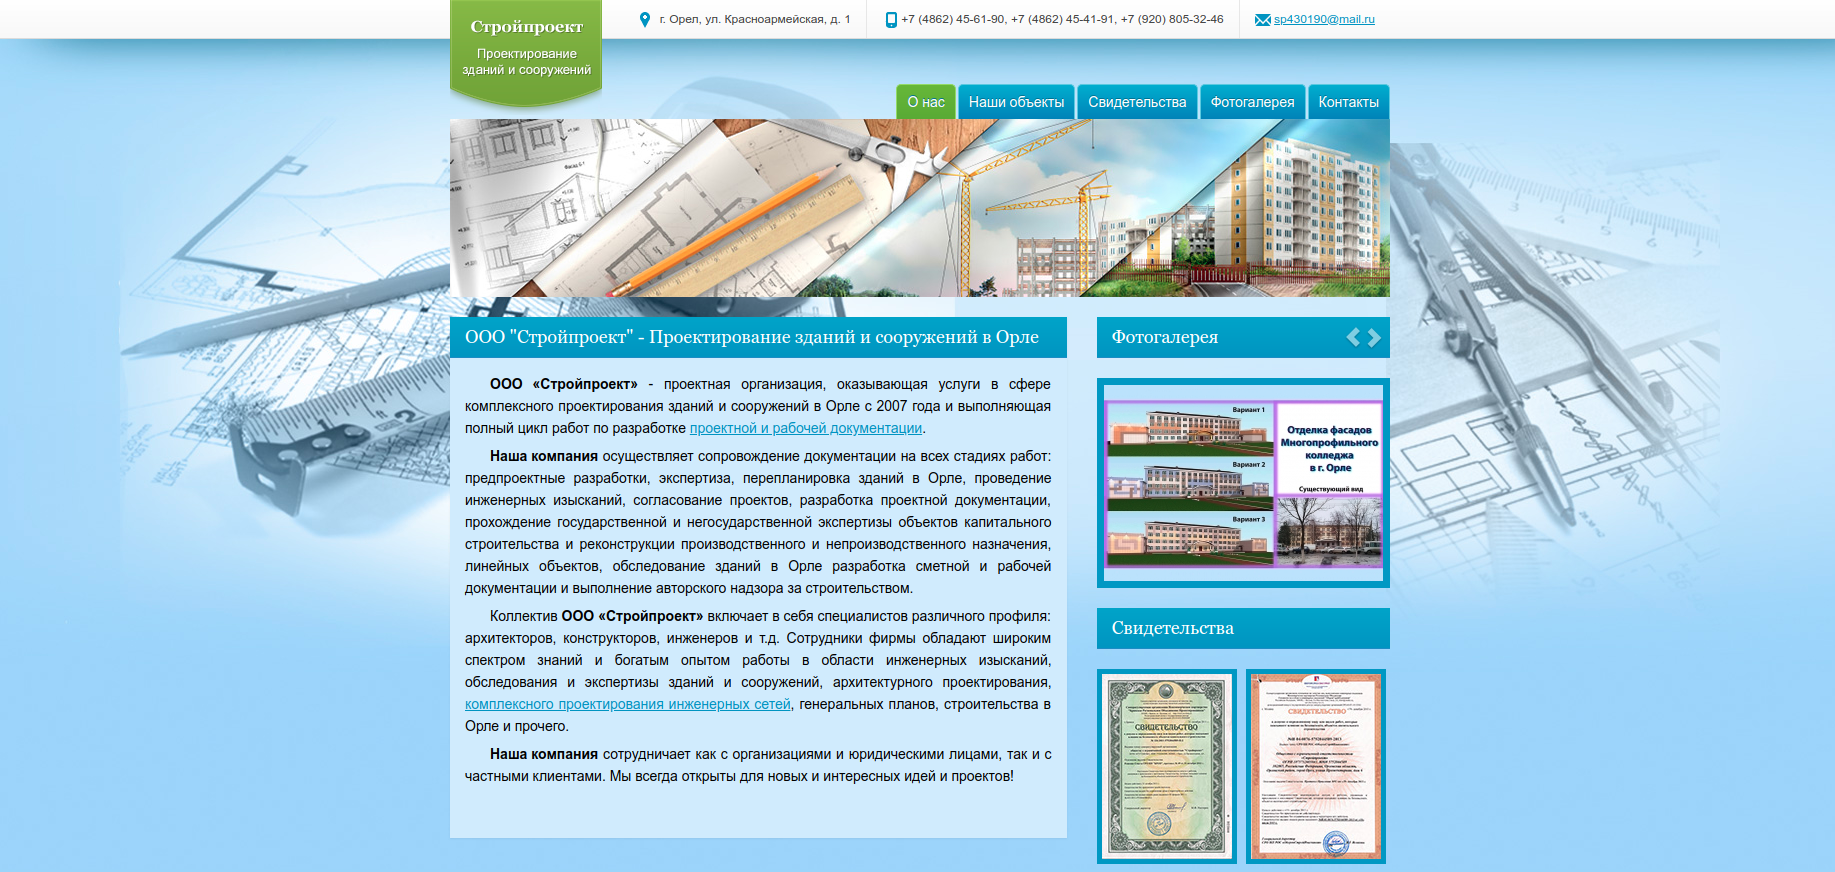 Стройпроект
Проектирование
зданий и сооружений
г. Орел, ул. Красноармейская, д. 1
+7 (4862) 45-61-90, +7 (4862) 45-41-91, +7 (920) 805-32-46
sp430190@mail.ru
О нас
Наши объекты
Свидетельства
Фотогалерея
Контакты
ООО "Стройпроект" - Проектирование зданий и сооружений в Орле
ООО «Стройпроект» - проектная организация, оказывающая услуги в сфере
комплексного проектирования зданий и сооружений в Орле с 2007 года и выполняющая
полный цикл работ по разработке проектной и рабочей документации.
Наша компания осуществляет сопровождение документации на всех стадиях работ:
предпроектные разработки, экспертиза, перепланировка зданий в Орле, проведение
инженерных изысканий, согласование проектов, разработка проектной документации,
прохождение государственной и негосударственной экспертизы объектов капитального
строительства и реконструкции производственного и непроизводственного назначения,
линейных объектов, обследование зданий в Орле разработка сметной и рабочей
документации и выполнение авторского надзора за строительством.
Коллектив ООО «Стройпроект» включает в себя специалистов различного профиля:
архитекторов, конструкторов, инженеров и т.д. Сотрудники фирмы обладают широким
спектром знаний и богатым опытом работы в области инженерных изысканий,
обследования и экспертизы зданий и сооружений, архитектурного проектирования,
комплексного проектирования инженерных сетей, генеральных планов, строительства в
Орле и прочего.
Наша компания сотрудничает как с организациями и юридическими лицами, так и с
частными клиентами. Мы всегда открыты для новых и интересных идей и проектов!
Фотогалерея
Вариант 1
Вариант 2
Вариант 3
Отделка фасадов
Многопрофильного
колледжа
в г. Орле
Существующий вид
Свидетельства
СВИДЕТЕЛЬСТВО
СВИДЕТЕЛЬСТВО